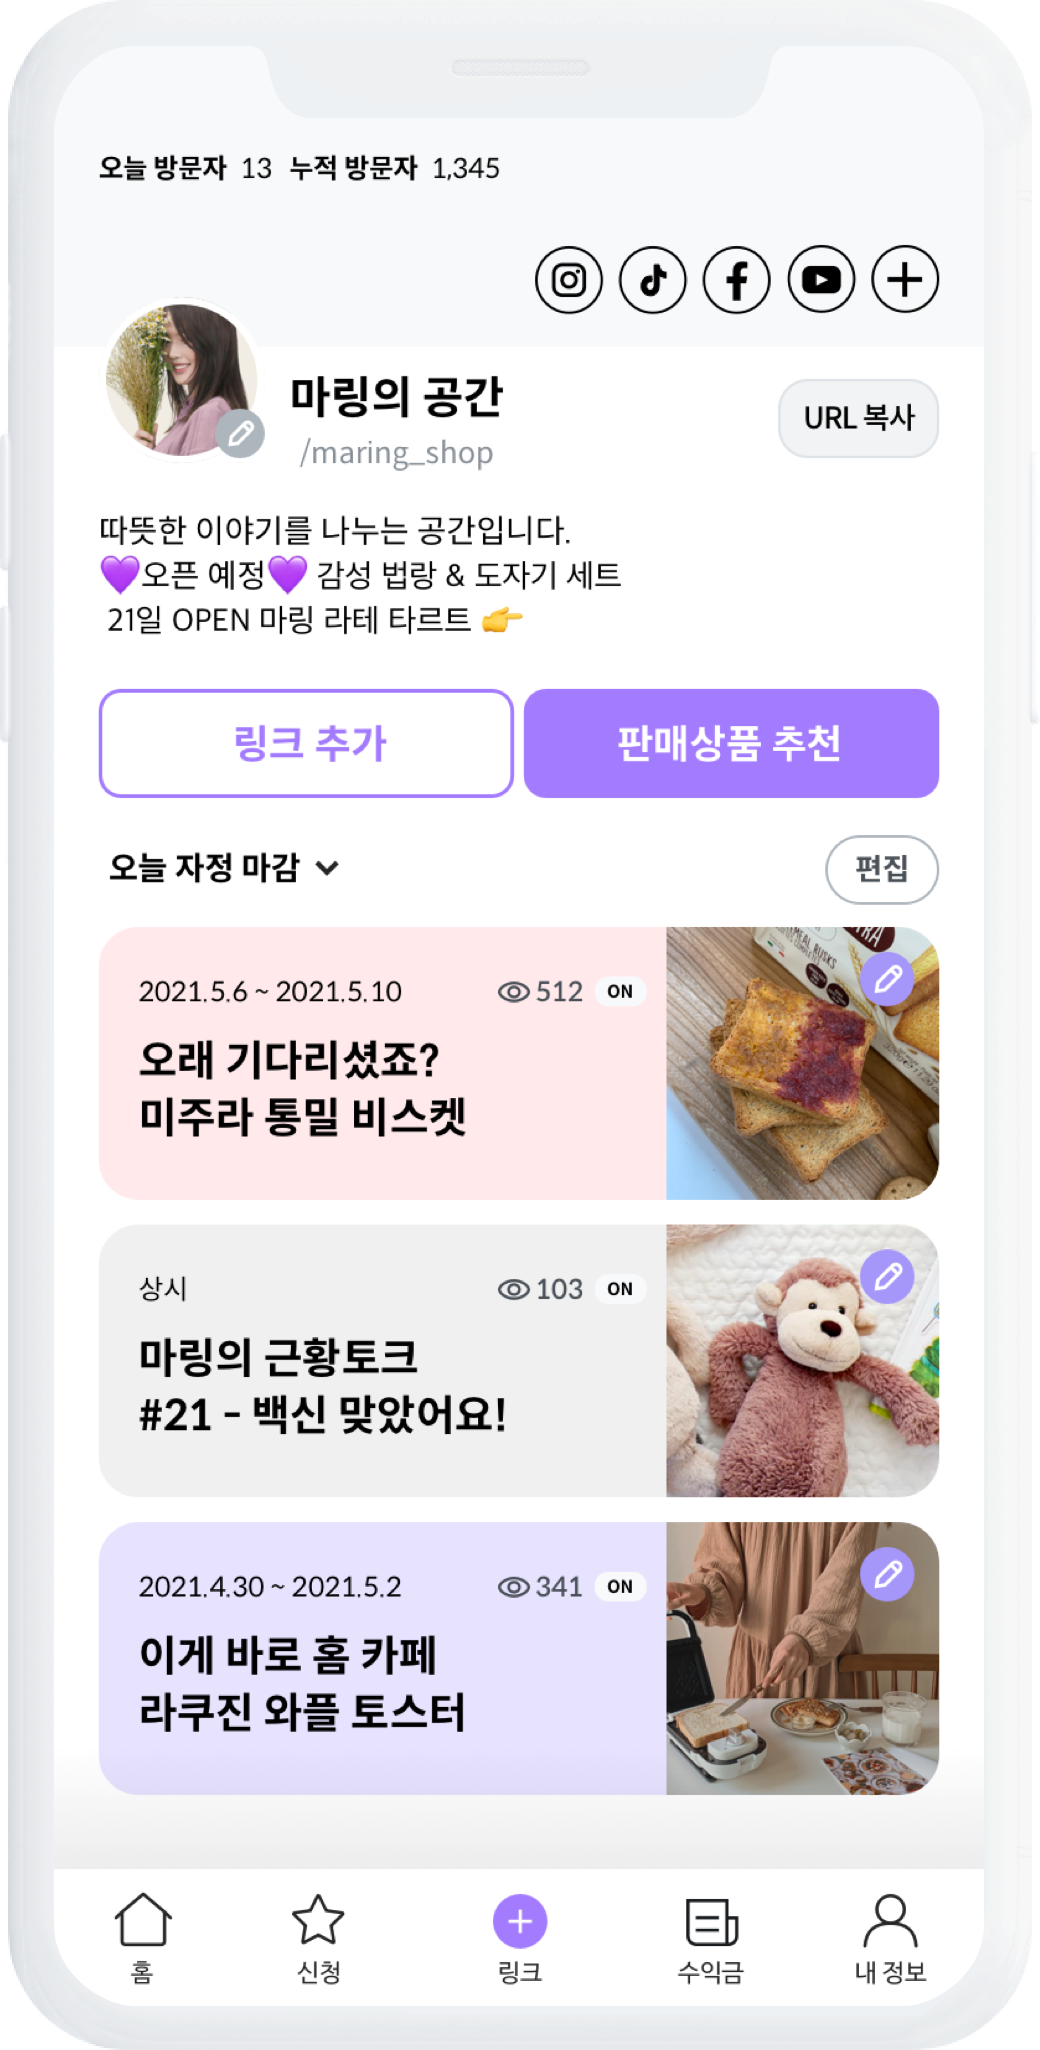 오늘 방문자 13 누적 방문자 1,345
마링의 공간
/maring_shop
URL 복사
따뜻한 이야기를 나누는 공간입니다.
💜오픈 예정💜 감성 법랑 & 도자기 세트
21일 OPEN 마링 라테 타르트 👉
링크 추가
판매상품 추천
오늘 자정 마감
편집
2021.5.6 ~ 2021.5.10
512 ON
오래 기다리셨죠?
미주라 통밀 비스켓
상시
103 ON
마링의 근황토크
#21 - 백신 맞았어요!
2021.4.30 ~ 2021.5.2
341 ON
이게 바로 홈 카페
라쿠진 와플 토스터
홈
신청
링크
수익금
내 정보